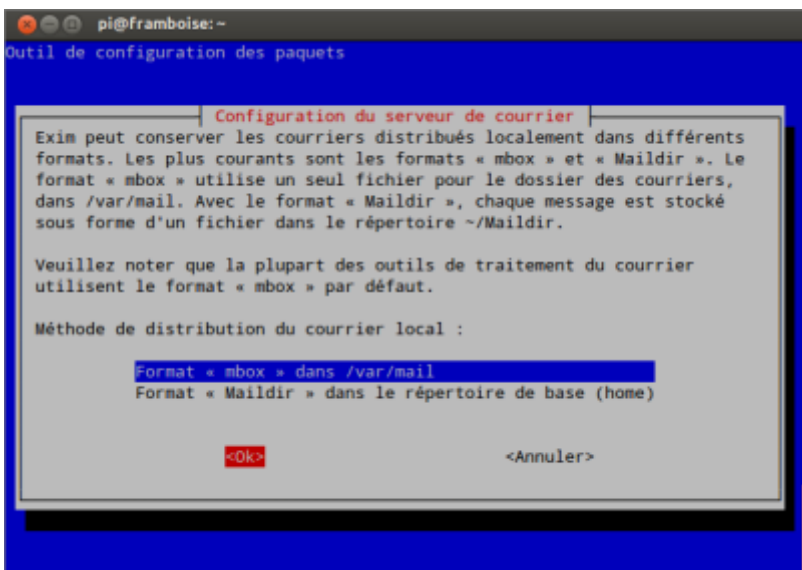 pi@framboise: ~
Outil de configuration des paquets
Configuration du serveur de courrier
Exim peut conserver les courriers distribués localement dans différents
formats. Les plus courants sont les formats « mbox » et « Maildir ». Le
format « mbox » utilise un seul fichier pour le dossier des courriers,
dans /var/mail. Avec le format « Maildir », chaque message est stocké
sous forme d'un fichier dans le répertoire ~/Maildir.
Veuillez noter que la plupart des outils de traitement du courrier
utilisent le format « mbox » par défaut.
Méthode de distribution du courrier local :
Format « mbox » dans /var/mail
Format « Maildir » dans le répertoire de base (home)
<Ok> <Annuler>